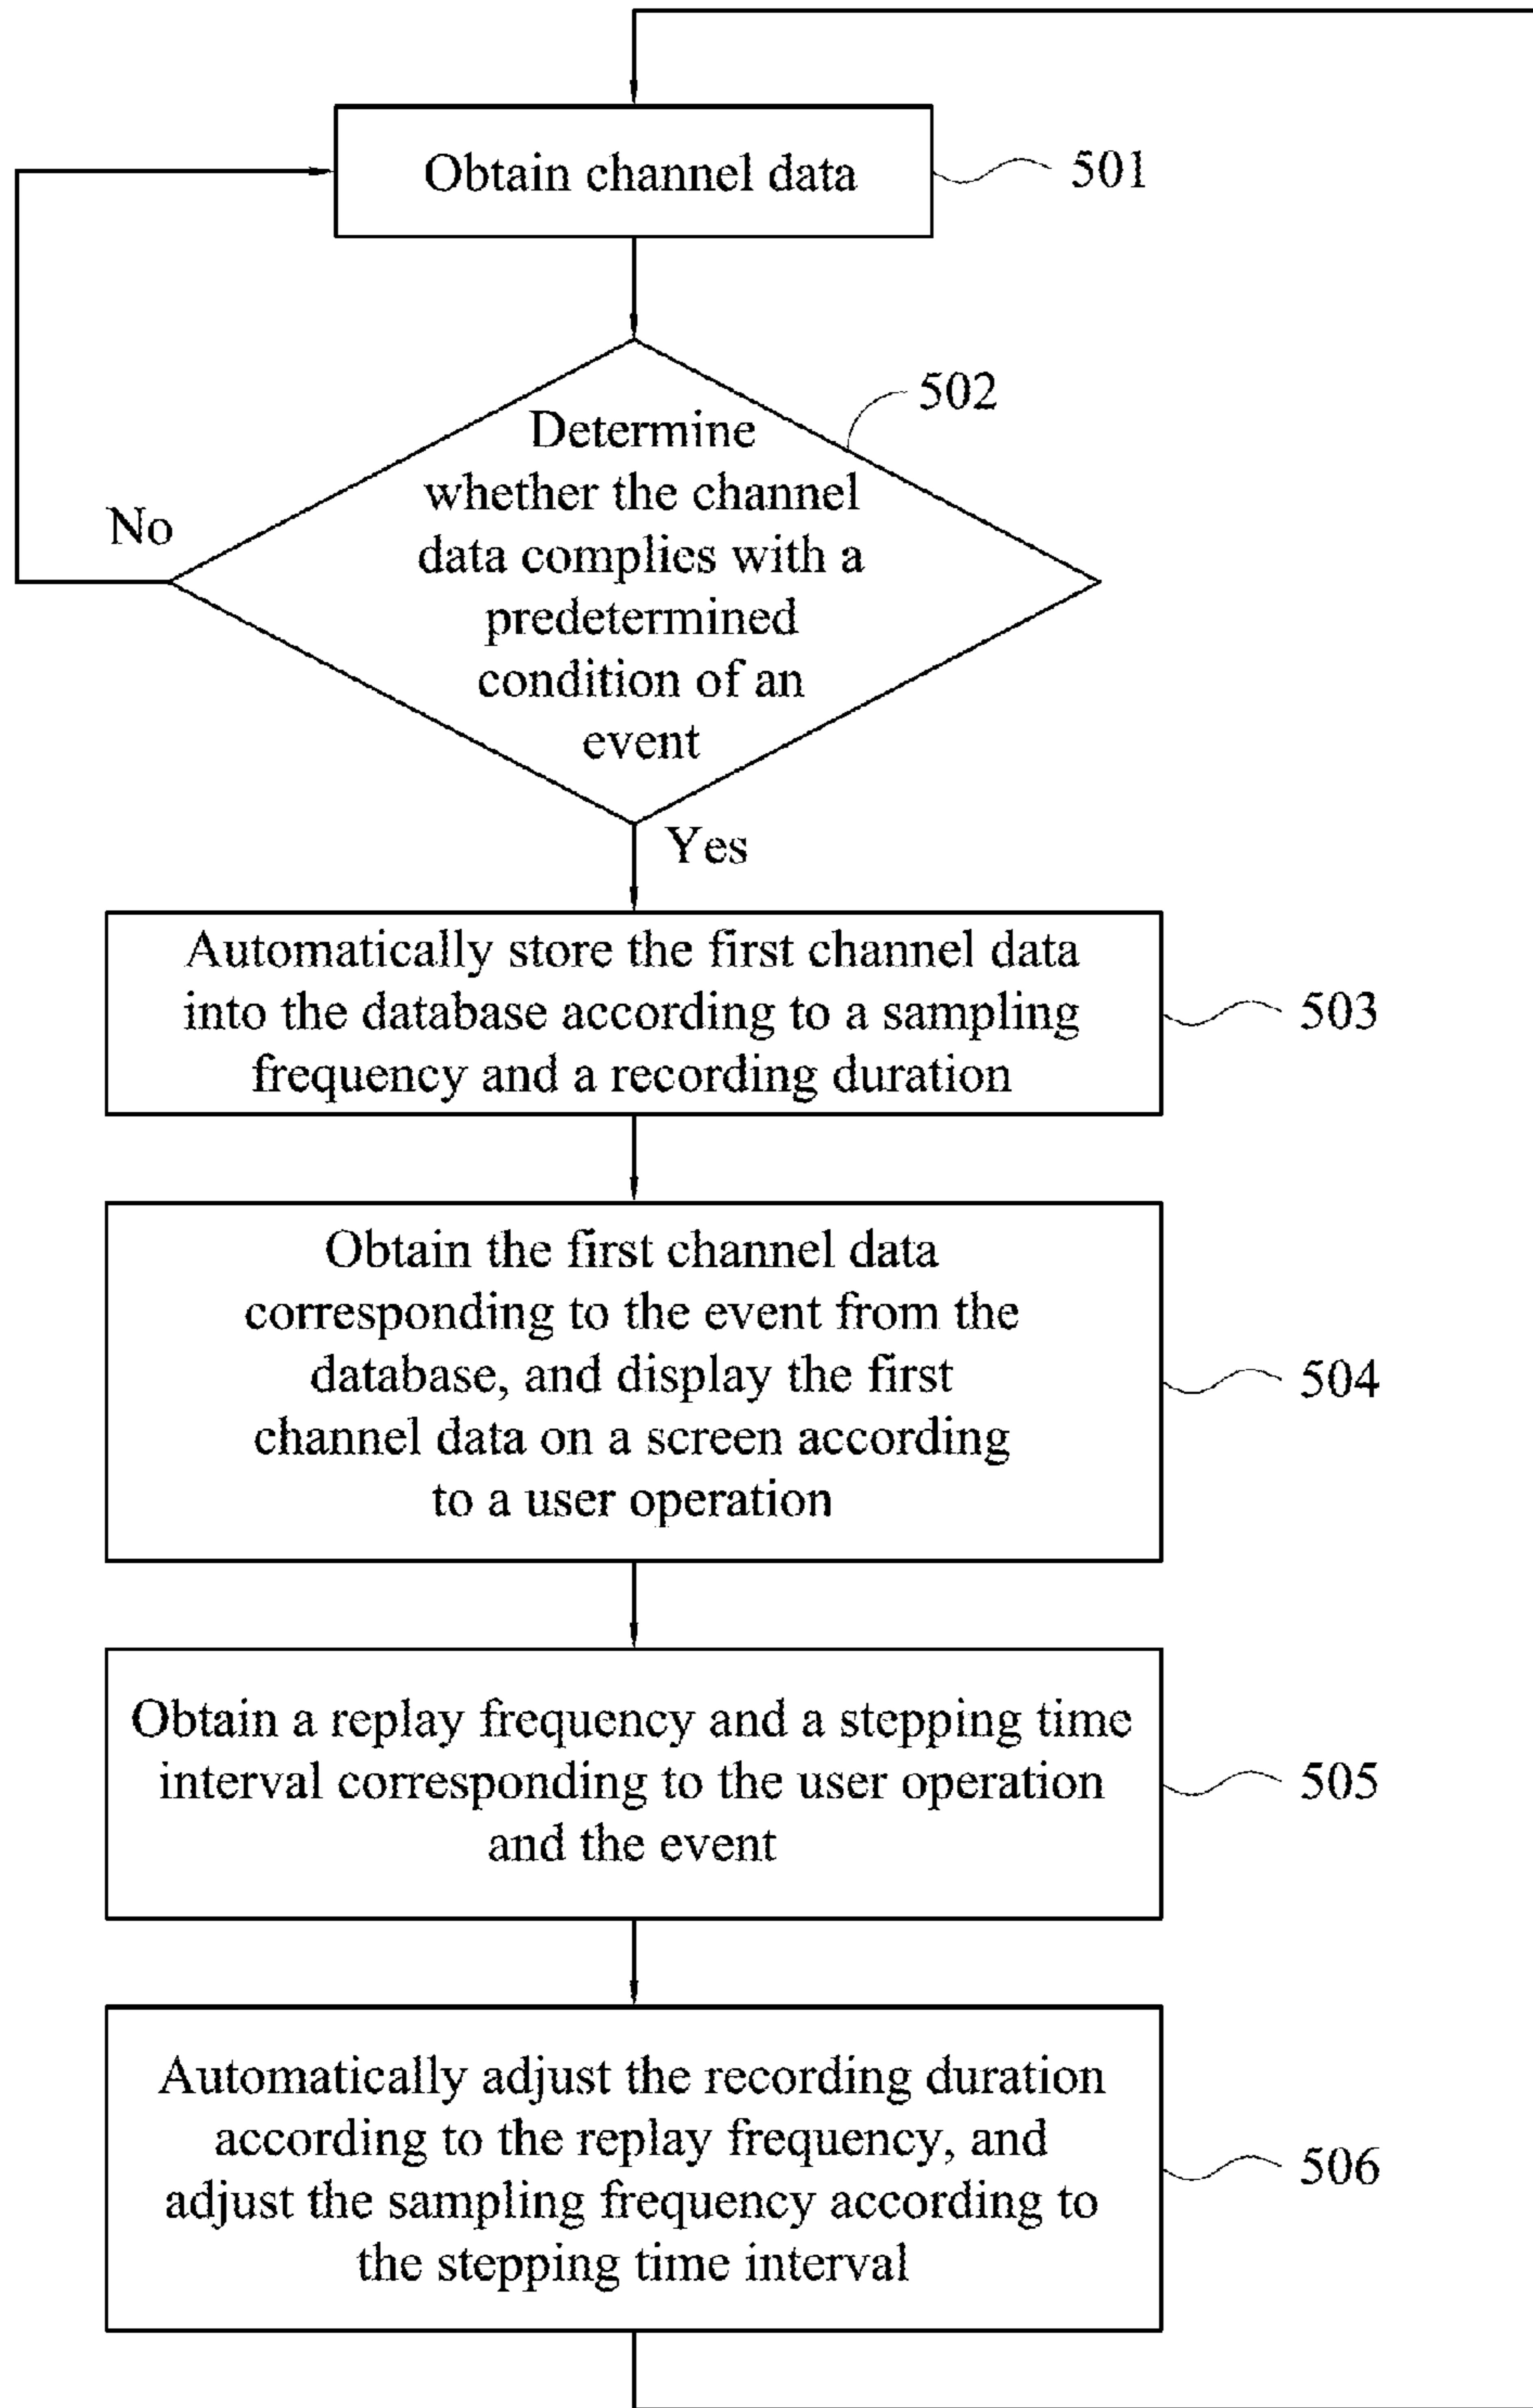 Obtain channel data
501
502
Determine
whether the channel
data complies with a
predetermined
condition of an
event
No
Yes
Automatically store the first channel data
into the database according to a sampling
frequency and a recording duration
503
Obtain the first channel data
corresponding to the event from the
database, and display the first
channel data on a screen according
to a user operation
504
Obtain a replay frequency and a stepping time
interval corresponding to the user operation
and the event
505
Automatically adjust the recording duration
according to the replay frequency, and
adjust the sampling frequency according to
the stepping time interval
506